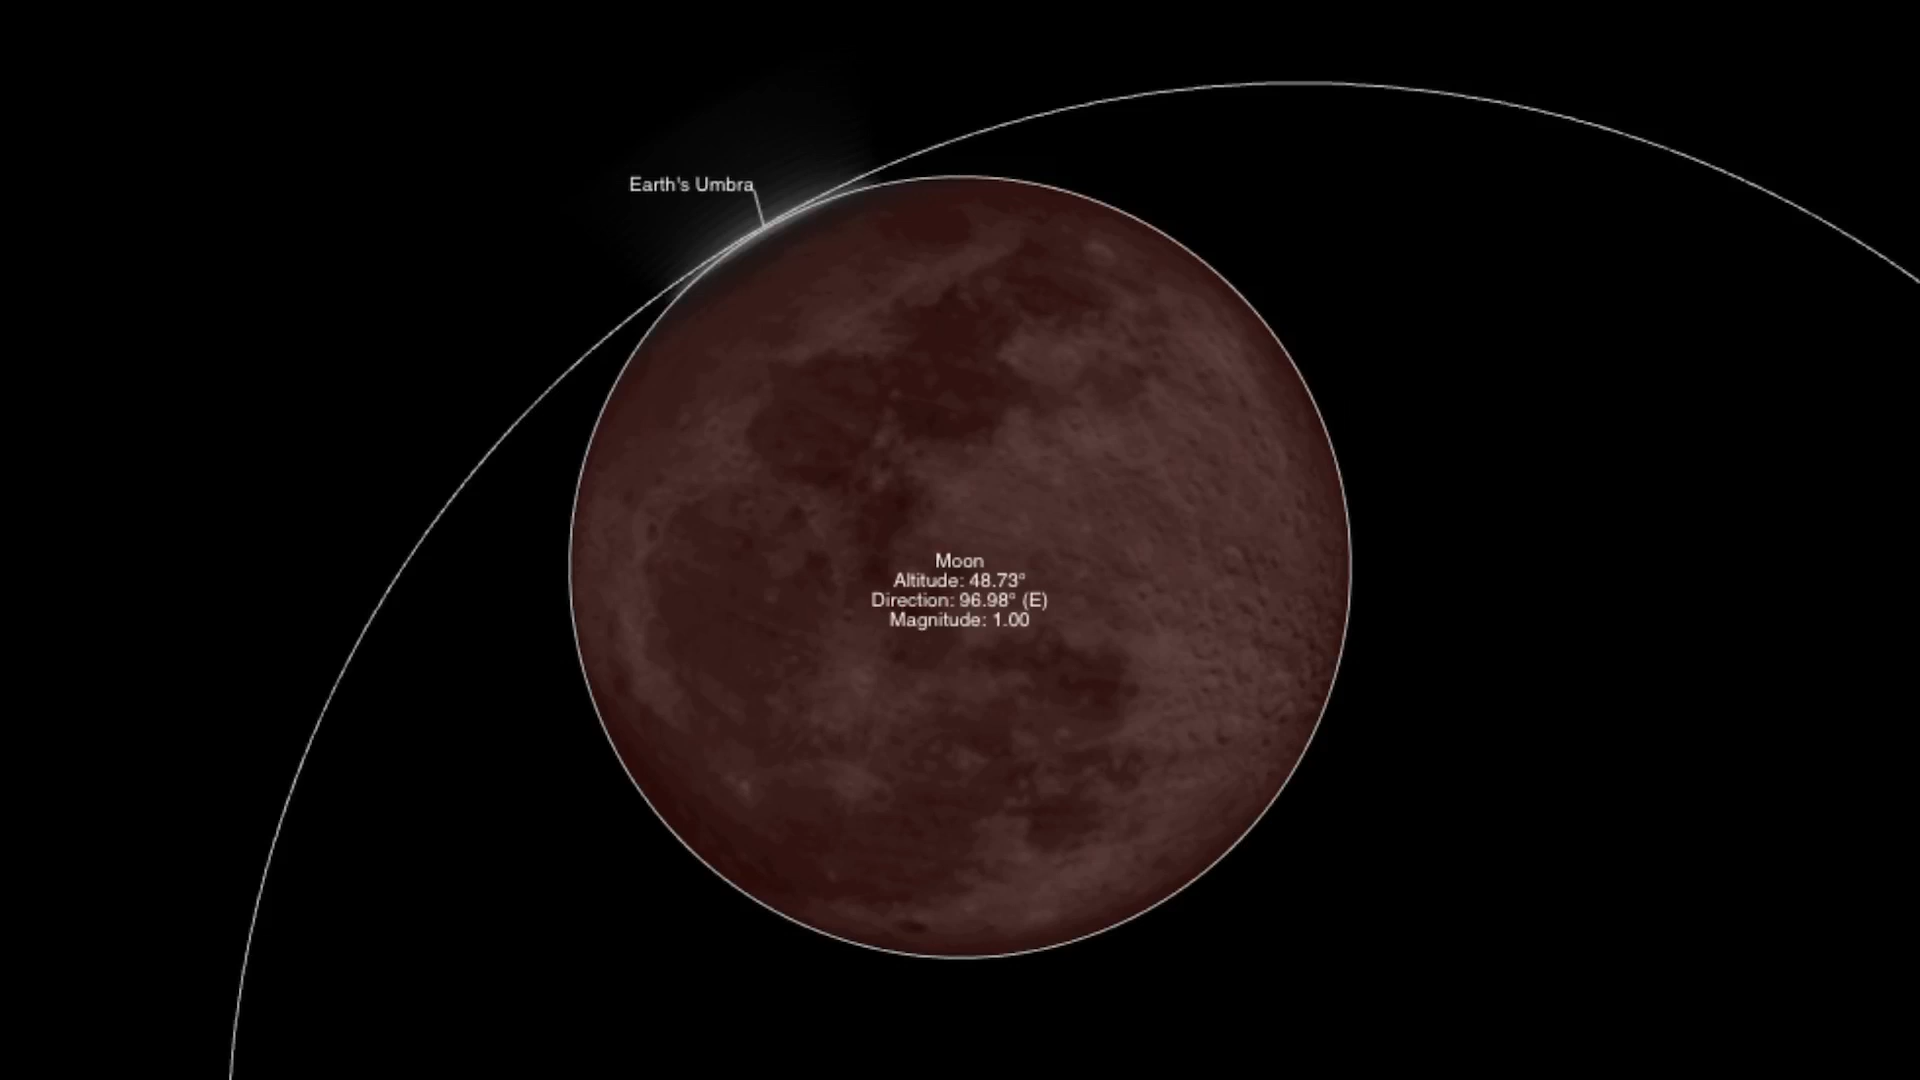 Earth's Umbra
Moon
Altitude: 48.73°
Direction: 96.98° (E)
Magnitude: 1.00